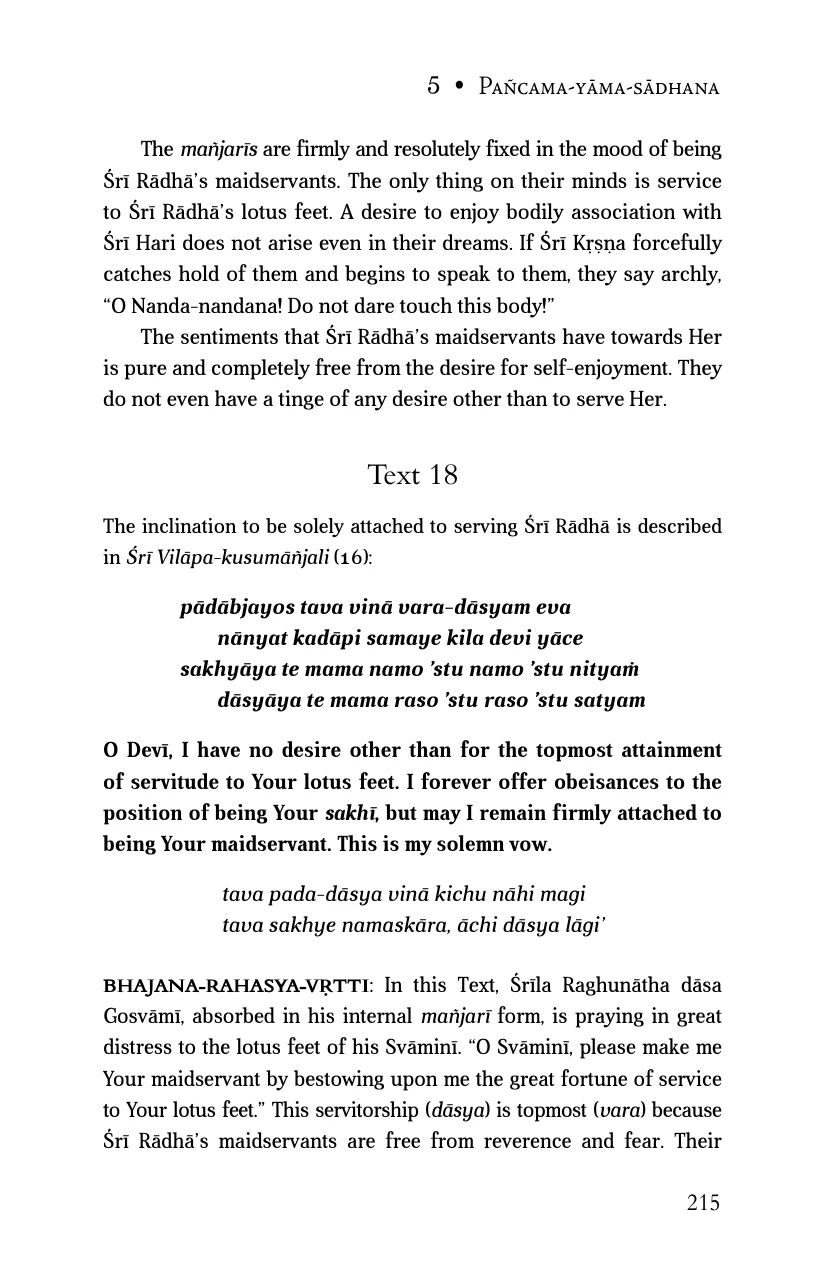 5 • Pañcama-yāma-sādhana
The mañjarīs are firmly and resolutely fixed in the mood of being
Śrī Rādhā’s maidservants. The only thing on their minds is service
to Śrī Rādhā’s lotus feet. A desire to enjoy bodily association with
Śrī Hari does not arise even in their dreams. If Śrī Kṛṣṇa forcefully
catches hold of them and begins to speak to them, they say archly,
“O Nanda-nandana! Do not dare touch this body!”
The sentiments that Śrī Rādhā’s maidservants have towards Her
is pure and completely free from the desire for self-enjoyment. They
do not even have a tinge of any desire other than to serve Her.
Text 18
The inclination to be solely attached to serving Śrī Rādhā is described
in Śrī Vilāpa-kusumāñjali (16):
pādābjayos tava vinā vara-dāsyam eva
nānyat kadāpi samaye kila devi yāce
sakhyāya te mama namo ’stu namo ’stu nityaṁ
dāsyāya te mama raso ’stu raso ’stu satyam
O Devī, I have no desire other than for the topmost attainment
of servitude to Your lotus feet. I forever offer obeisances to the
position of being Your sakhī, but may I remain firmly attached to
being Your maidservant. This is my solemn vow.
tava pada-dāsya vinā kichu nāhi magi
tava sakhye namaskāra, āchi dāsya lāgi’
BHAJANA-RAHASYA-VṚTTI: In this Text, Śrīla Raghunātha dāsa
Gosvāmī, absorbed in his internal mañjarī form, is praying in great
distress to the lotus feet of his Svāminī. “O Svāminī, please make me
Your maidservant by bestowing upon me the great fortune of service
to Your lotus feet.” This servitorship (dāsya) is topmost (vara) because
Śrī Rādhā’s maidservants are free from reverence and fear. Their
215